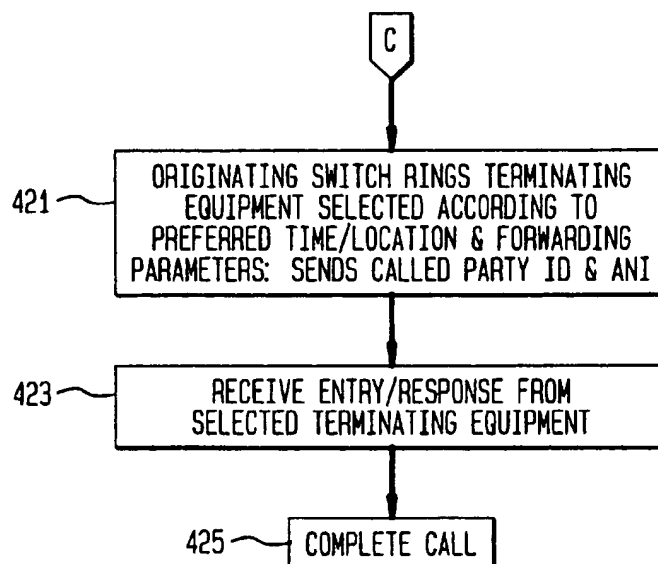 C
421
ORIGINATING SWITCH RINGS TERMINATING
EQUIPMENT SELECTED ACCORDING TO
PREFERRED TIME/LOCATION & FORWARDING
PARAMETERS: SENDS CALLED PARTY ID & ANI
423
RECEIVE ENTRY/RESPONSE FROM
SELECTED TERMINATING EQUIPMENT
425
COMPLETE CALL